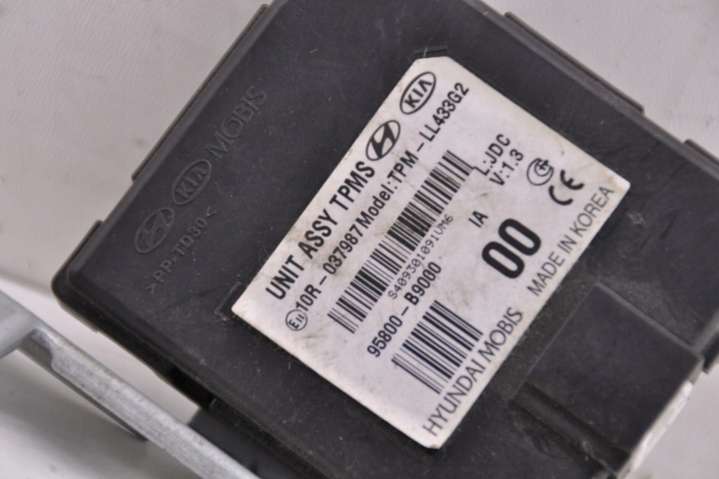 KIA MOBIS
>PP-TD30<
UNIT ASSY TPMS KIA
10R - 037987 Model: TPM - LL433G2
S409301091VM6 L:JDC
95800 - B9000 IA V:1.3
00 CE
HYUNDAI MOBIS MADE IN KOREA